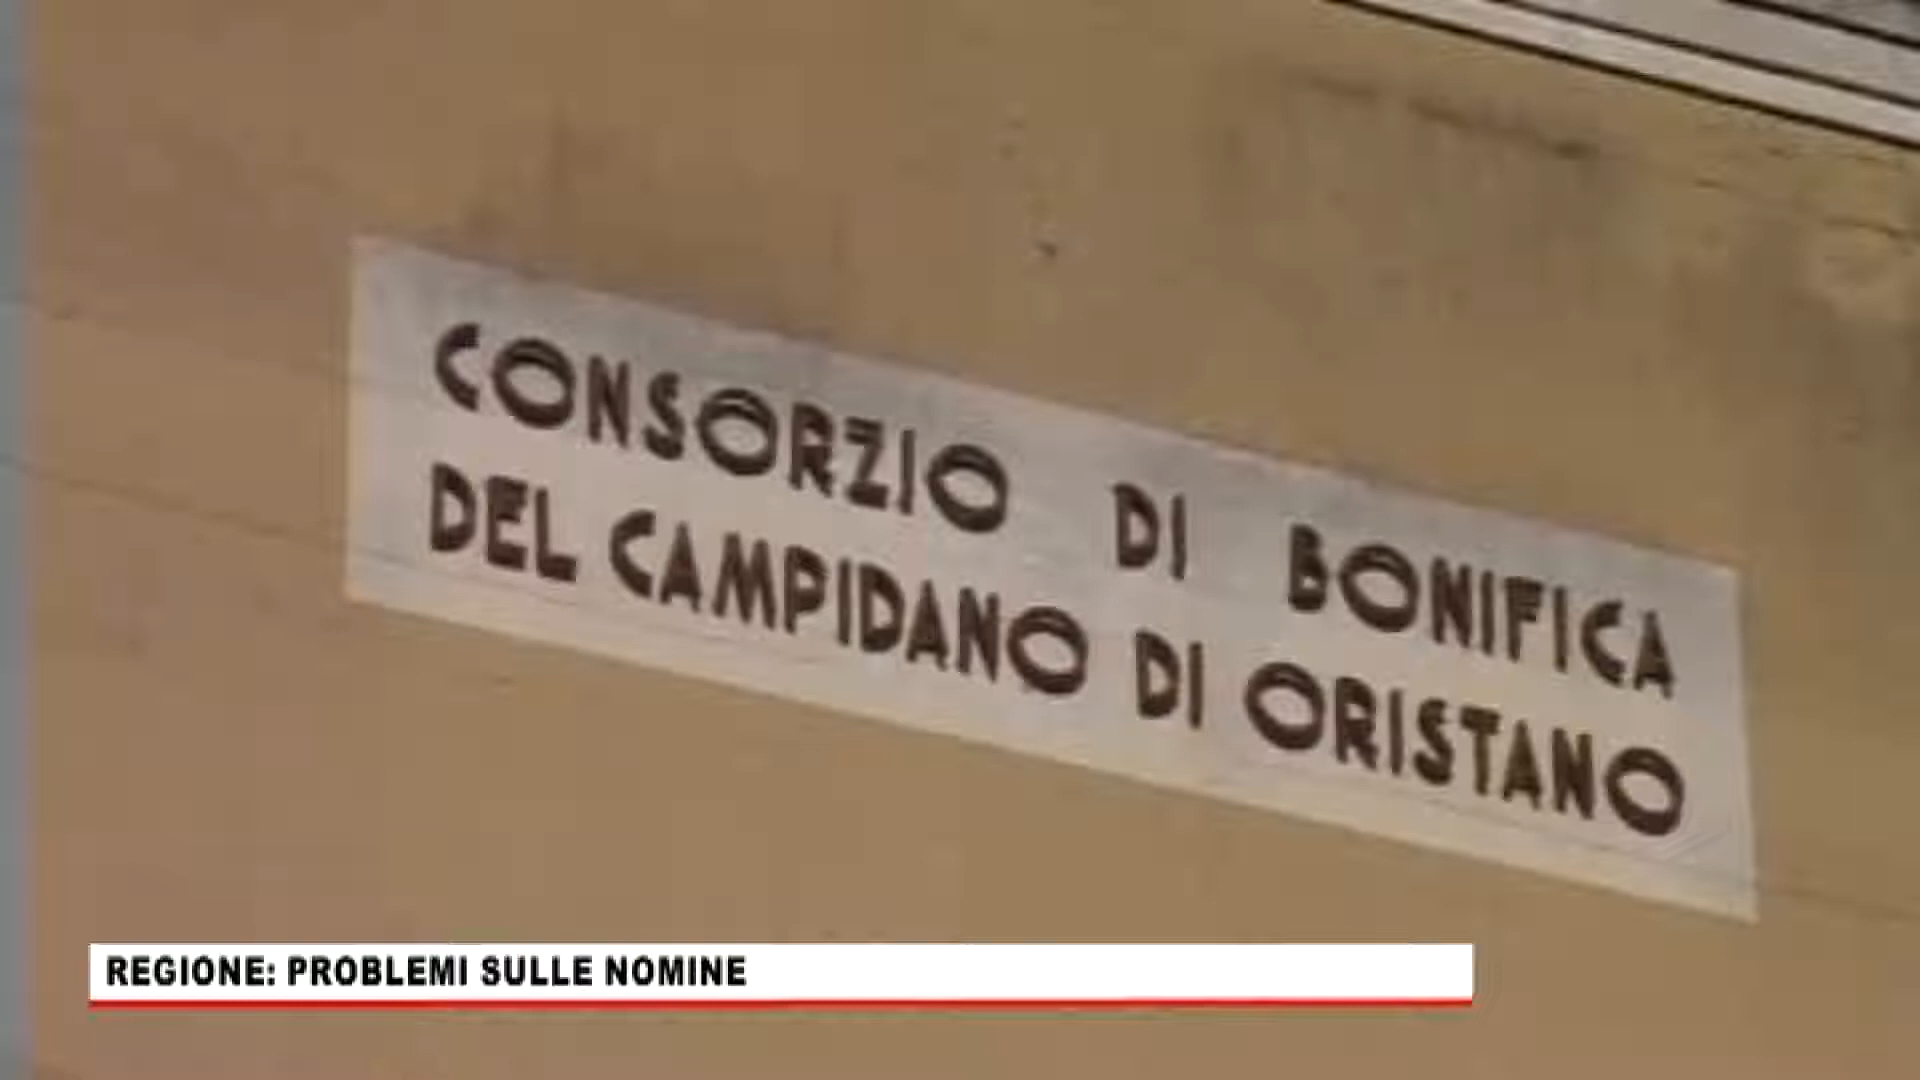 CONSORZIO DI BONIFICA
DEL CAMPIDANO DI ORISTANO
REGIONE: PROBLEMI SULLE NOMINE